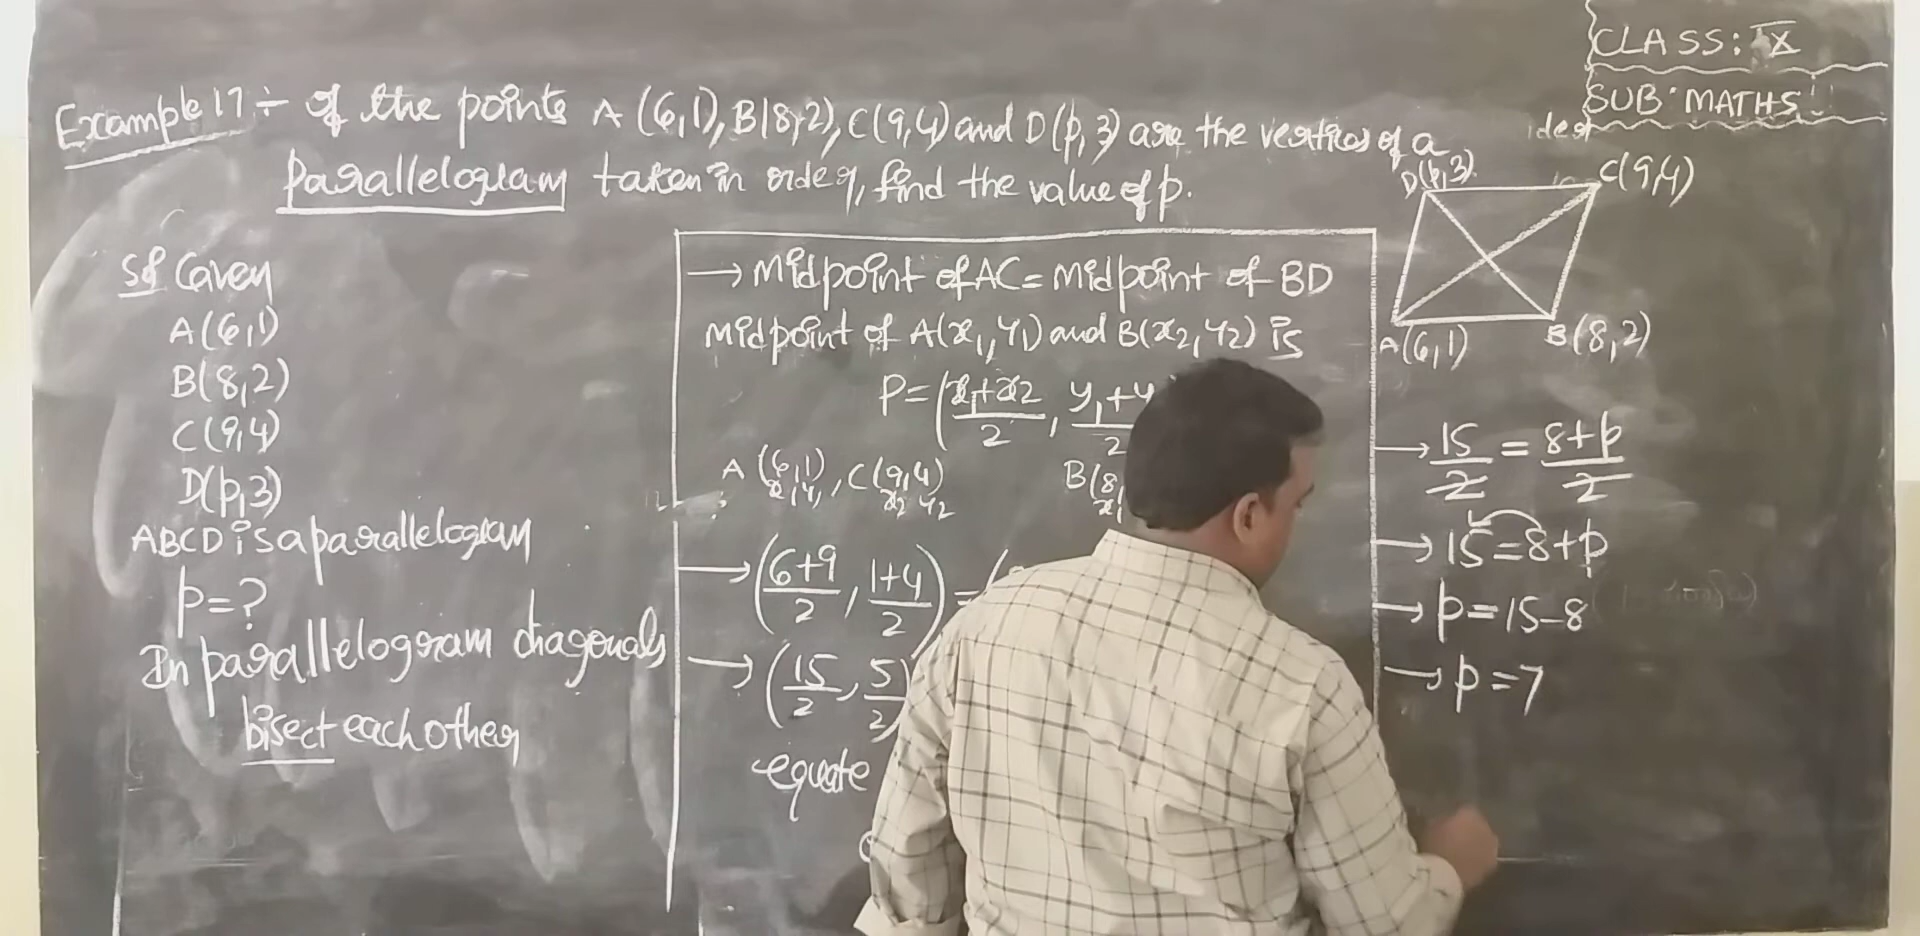 CLASS: IX
SUB: MATHS
Example 17 ÷ If the points A (6,1), B(8,2), C(9,4) and D(p,3) are the vertices of a
Parallelogram taken in order, find the value of p.
Sol Given
A(6,1)
B(8,2)
C(9,4)
D(p,3)
ABCD is a parallelogram
p=?
In parallelogram diagonals
bisect each other
→ Midpoint of AC = Midpoint of BD
Midpoint of A(x₁, y₁) and B(x₂, y₂) is
P = (x₁+x₂/2, y₁+y
2
A (6,1), C(9,4) B(8,
x₁ y₁ x₂ y₂ x₁
→ (6+9/2, 1+4/2) = (
→ (15/2, 5/2)
equate
D(p,3) C(9,4)
A(6,1) B(8,2)
→ 15/2 = 8+p/2
→ 15 = 8+p
→ p = 15-8
→ p = 7